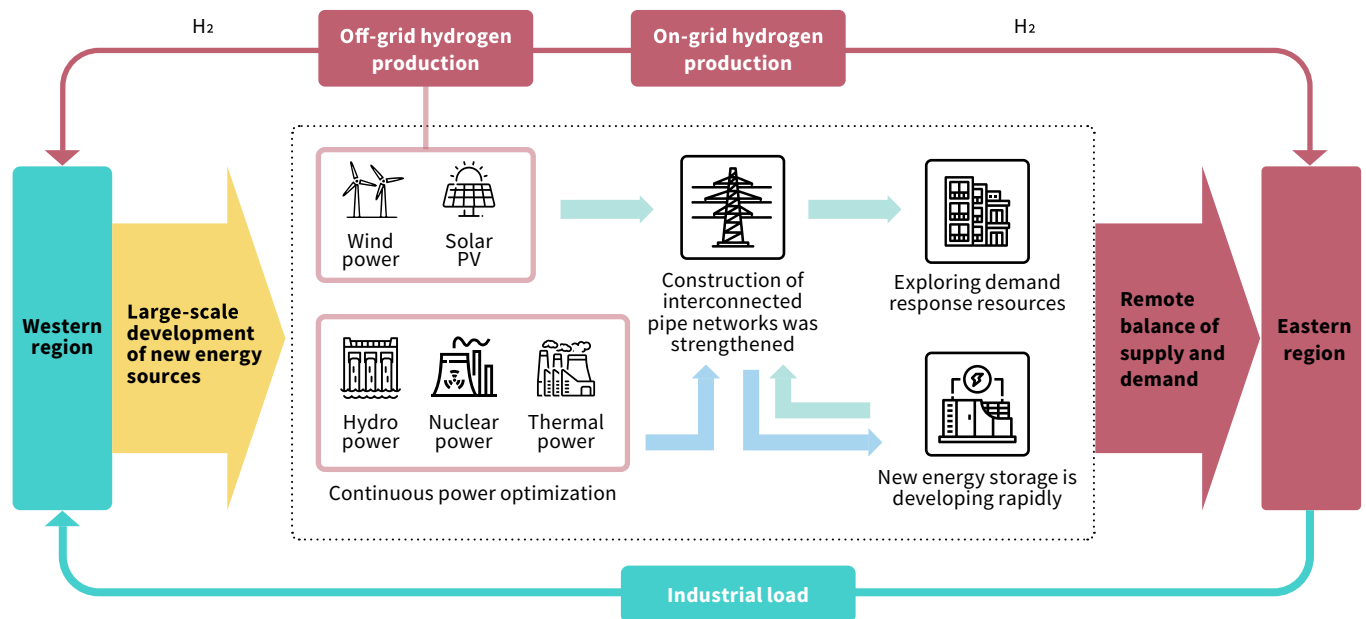 H₂
Off-grid hydrogen
production
On-grid hydrogen
production
H₂
Western
region
Large-scale
development
of new energy
sources
Wind
power
Solar
PV
Hydro
power
Nuclear
power
Thermal
power
Continuous power optimization
Construction of
interconnected
pipe networks was
strengthened
Exploring demand
response resources
New energy storage is
developing rapidly
Remote
balance of
supply and
demand
Eastern
region
Industrial load